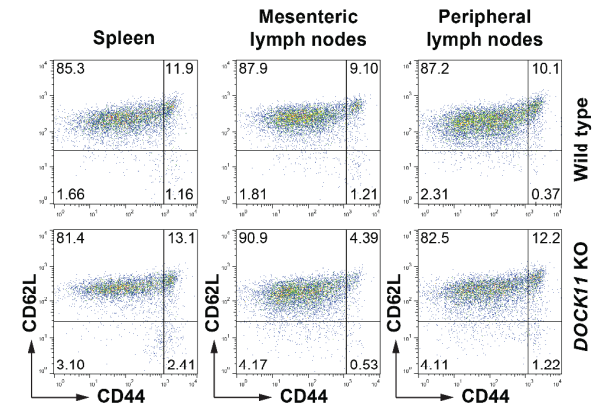 Spleen
Mesenteric
lymph nodes
Peripheral
lymph nodes
85.3 11.9
1.66 1.16
87.9 9.10
1.81 1.21
87.2 10.1
2.31 0.37
Wild type
81.4 13.1
3.10 2.41
90.9 4.39
4.17 0.53
82.5 12.2
4.11 1.22
DOCK11 KO
CD62L
CD62L
CD62L
CD44
CD44
CD44